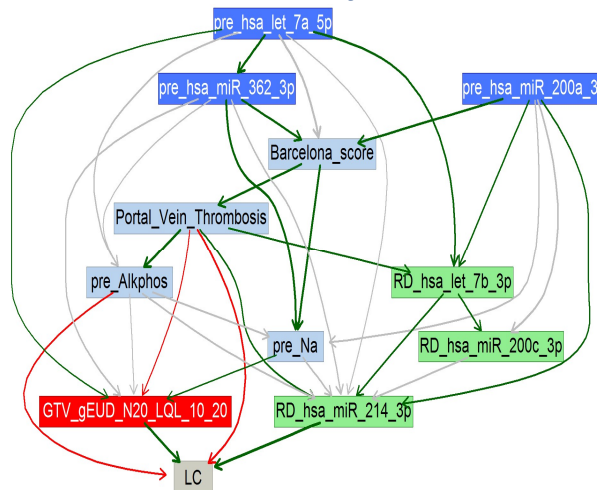 pre_hsa_let_7a_5p
pre_hsa_miR_362_3p
pre_hsa_miR_200a_3
Barcelona_score
Portal_Vein_Thrombosis
pre_Alkphos
RD_hsa_let_7b_3p
pre_Na
RD_hsa_miR_200c_3p
GTV_gEUD_N20_LQL_10_20
RD_hsa_miR_214_3p
LC